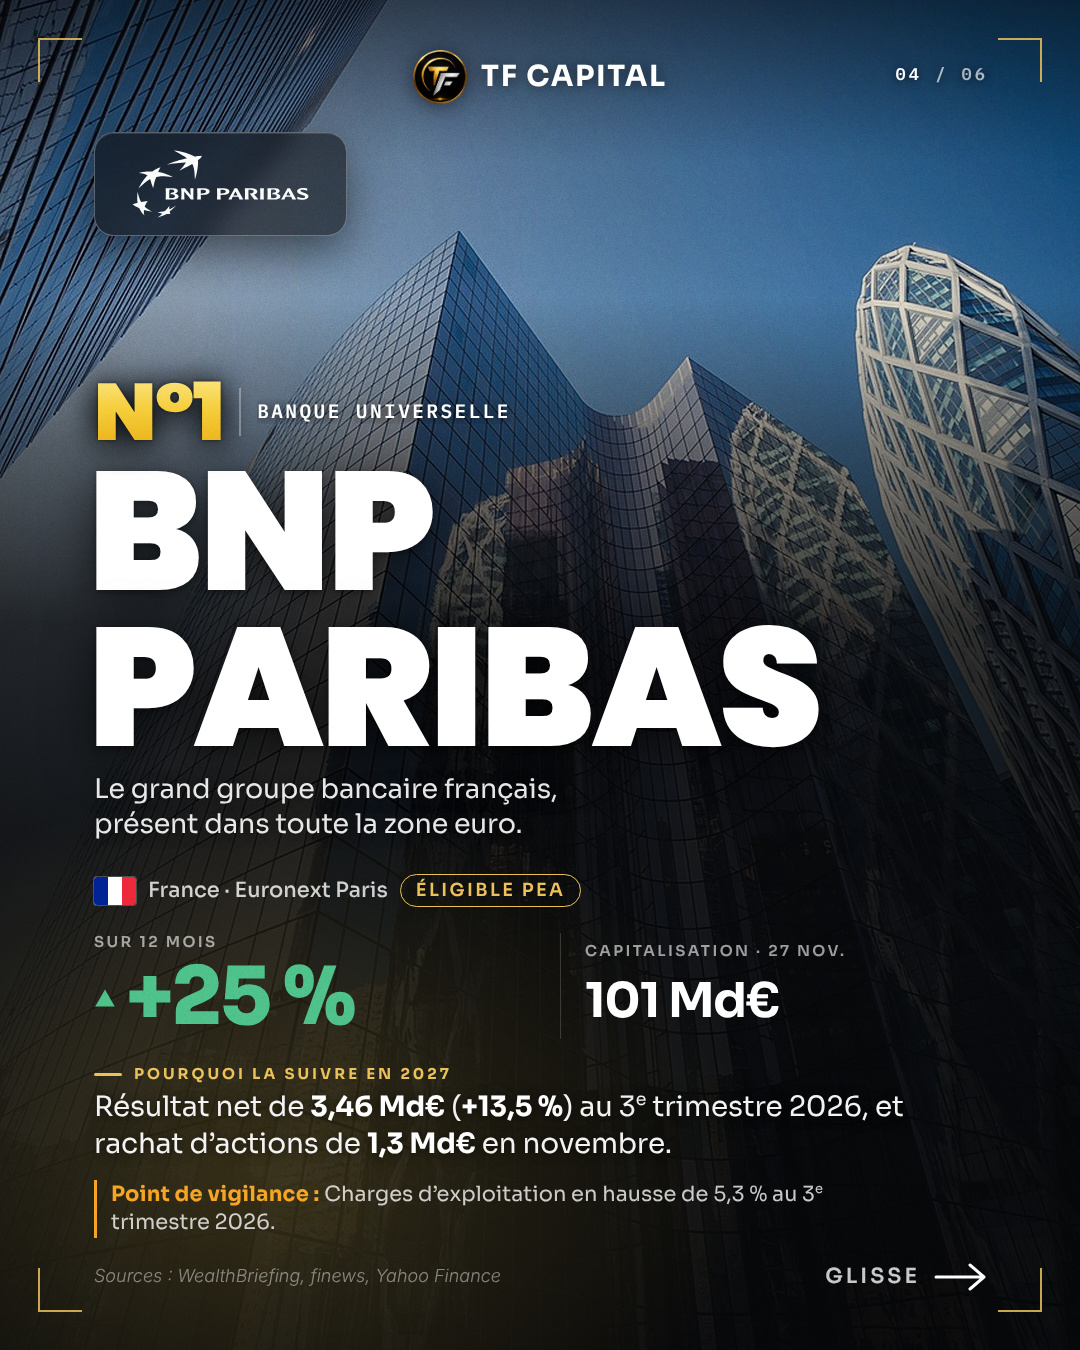 TF CAPITAL
04 / 06
BNP PARIBAS
Nº1
BANQUE UNIVERSELLE
BNP
PARIBAS
Le grand groupe bancaire français,
présent dans toute la zone euro.
France · Euronext Paris
ÉLIGIBLE PEA
SUR 12 MOIS
+25 %
CAPITALISATION · 27 NOV.
101 Md€
POURQUOI LA SUIVRE EN 2027
Résultat net de 3,46 Md€ (+13,5 %) au 3ᵉ trimestre 2026, et
rachat d’actions de 1,3 Md€ en novembre.
Point de vigilance : Charges d’exploitation en hausse de 5,3 % au 3ᵉ
trimestre 2026.
Sources : WealthBriefing, finews, Yahoo Finance
GLISSE